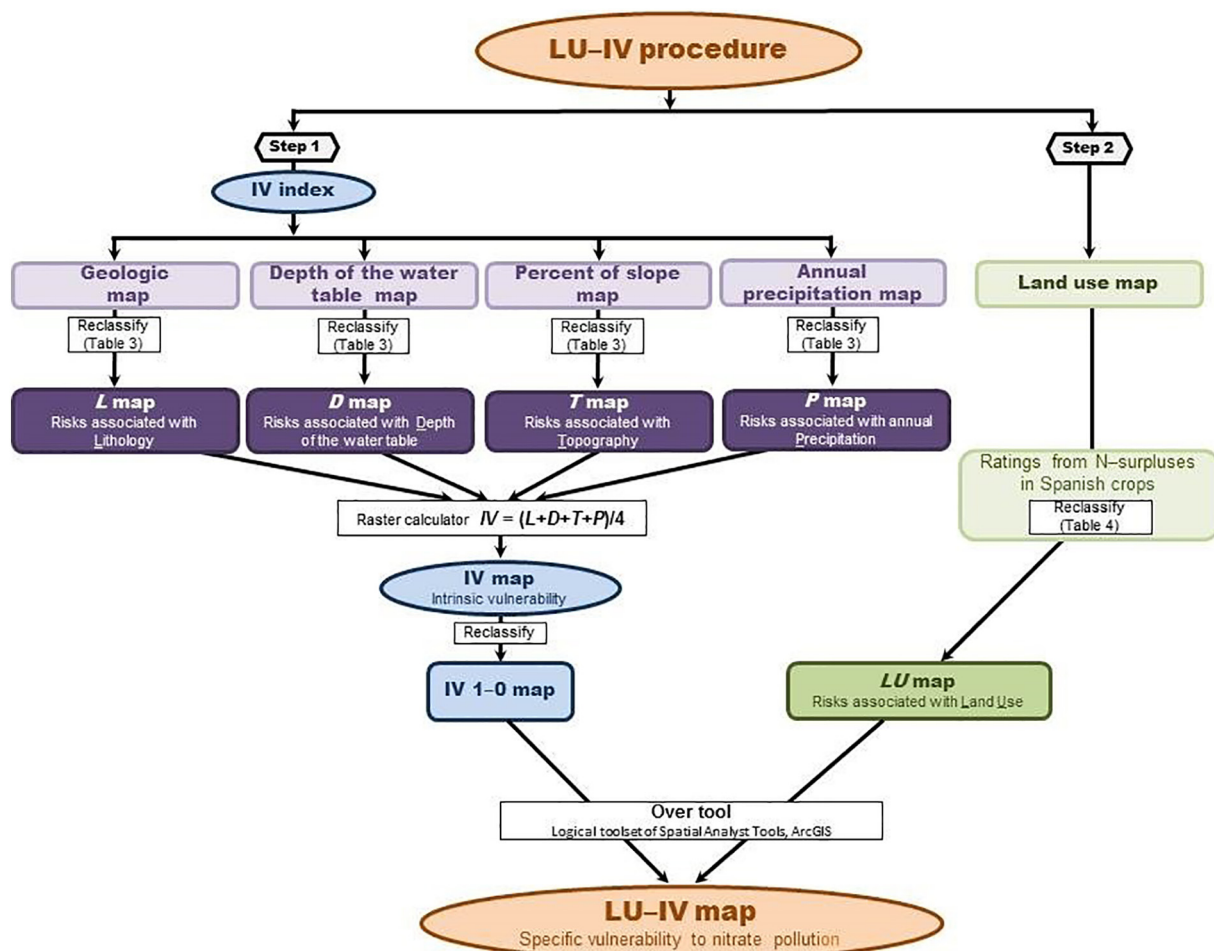 LU–IV procedure
Step 1
Step 2
IV index
Geologic
map
Depth of the water
table map
Percent of slope
map
Annual
precipitation map
Land use map
Reclassify
(Table 3)
Reclassify
(Table 3)
Reclassify
(Table 3)
Reclassify
(Table 3)
L map
Risks associated with
Lithology
D map
Risks associated with Depth
of the water table
T map
Risks associated with
Topography
P map
Risks associated with annual
Precipitation
Ratings from N–surpluses
in Spanish crops
Reclassify
(Table 4)
Raster calculator IV = (L+D+T+P)/4
IV map
Intrinsic vulnerability
Reclassify
IV 1–0 map
LU map
Risks associated with Land Use
Over tool
Logical toolset of Spatial Analyst Tools, ArcGIS
LU–IV map
Specific vulnerability to nitrate pollution